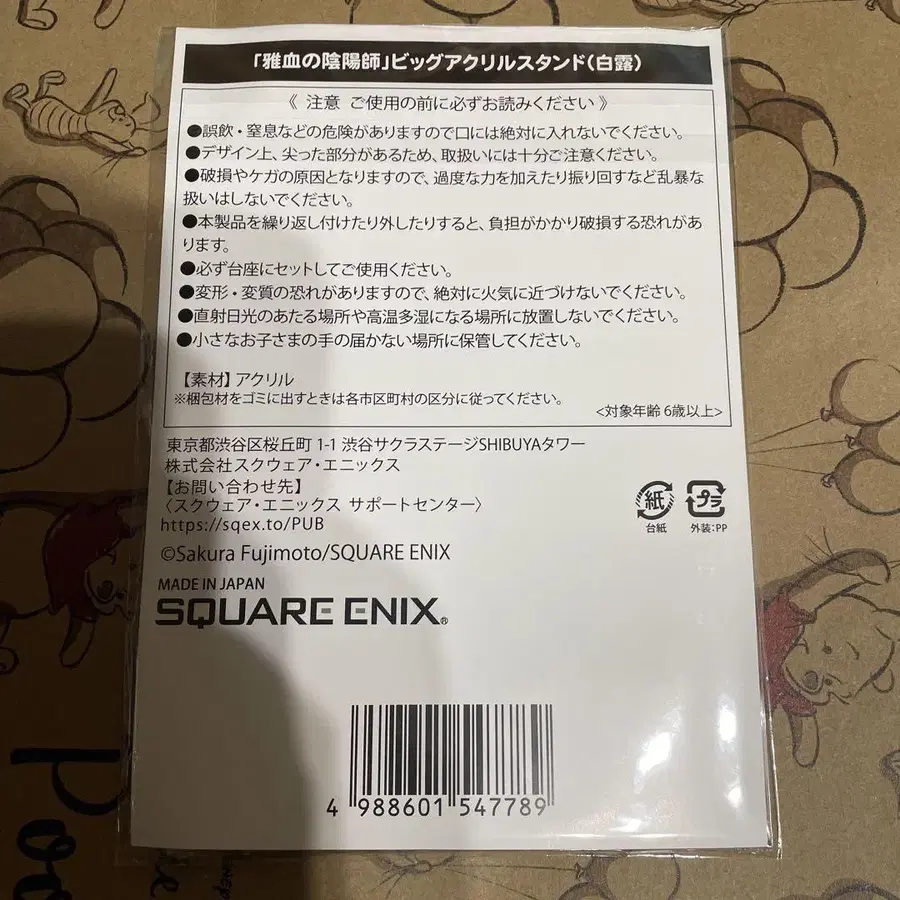 「雅血の陰陽師」ビッグアクリルスタンド(白露)
《 注意 ご使用の前に必ずお読みください 》
●誤飲・窒息などの危険がありますので口には絶対に入れないでください。
●デザイン上、尖った部分があるため、取扱いには十分ご注意ください。
●破損やケガの原因となりますので、過度な力を加えたり振り回すなど乱暴な
扱いはしないでください。
●本製品を繰り返し付けたり外したりすると、負担がかかり破損する恐れがあ
ります。
●必ず台座にセットしてご使用ください。
●変形・変質の恐れがありますので、絶対に火気に近づけないでください。
●直射日光のあたる場所や高温多湿になる場所に放置しないでください。
●小さなお子さまの手の届かない場所に保管してください。
【素材】アクリル
※梱包材をゴミに出すときは各市区町村の区分に従ってください。
<対象年齢 6歳以上>
東京都渋谷区桜丘町 1-1 渋谷サクラステージSHIBUYAタワー
株式会社スクウェア・エニックス
【お問い合わせ先】
〈スクウェア・エニックス サポートセンター〉
https://sqex.to/PUB
紙
台紙
プラ
外装:PP
©Sakura Fujimoto/SQUARE ENIX
MADE IN JAPAN
SQUARE ENIX®
4 988601 547789